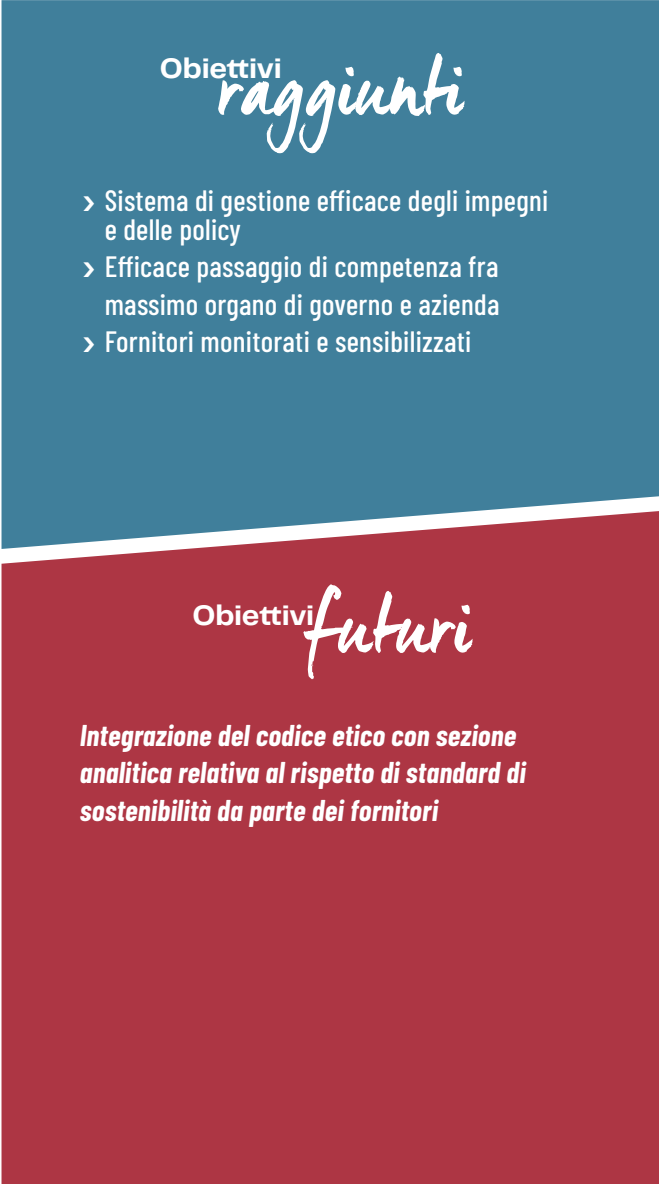 Obiettivi
raggiunti
› Sistema di gestione efficace degli impegni
e delle policy
› Efficace passaggio di competenza fra
massimo organo di governo e azienda
› Fornitori monitorati e sensibilizzati
Obiettivi
futuri
Integrazione del codice etico con sezione
analitica relativa al rispetto di standard di
sostenibilità da parte dei fornitori